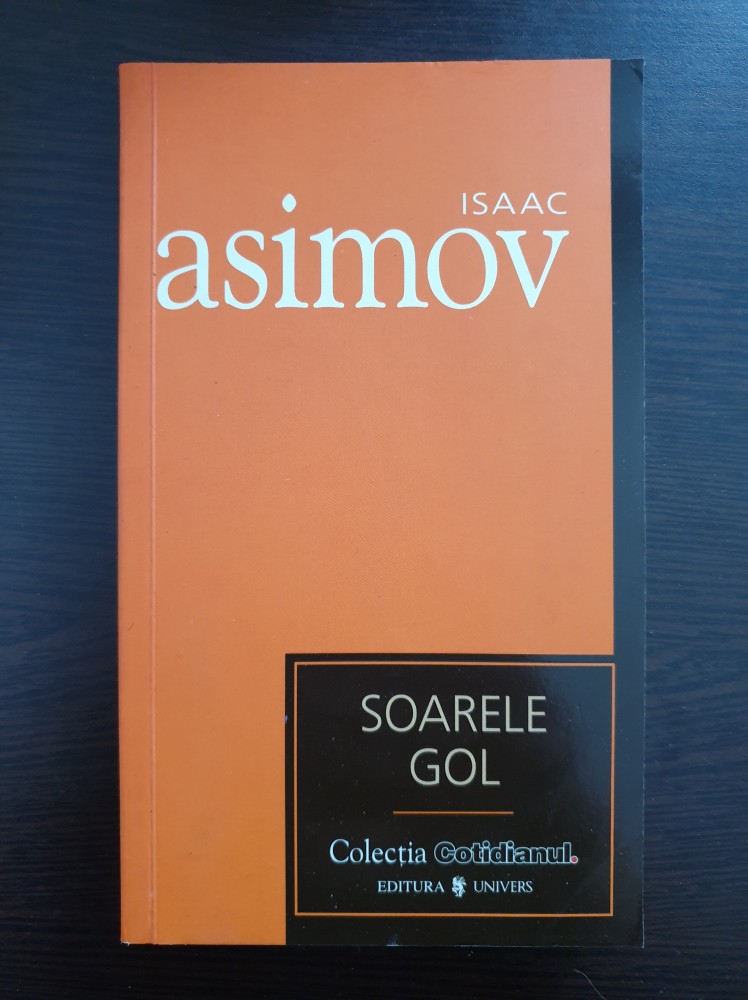 ISAAC
asimov
SOARELE
GOL
Colecția Cotidianul.
EDITURA UNIVERS